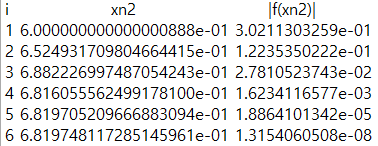 i xn2 |f(xn2)|
1 6.000000000000000888e-01 3.0211303259e-01
2 6.524931709804664415e-01 1.2235350222e-01
3 6.882226997487054243e-01 2.7810523743e-02
4 6.816055562499178100e-01 1.6234116577e-03
5 6.819705209666883094e-01 1.8864101342e-05
6 6.819748117285145961e-01 1.3154060508e-08